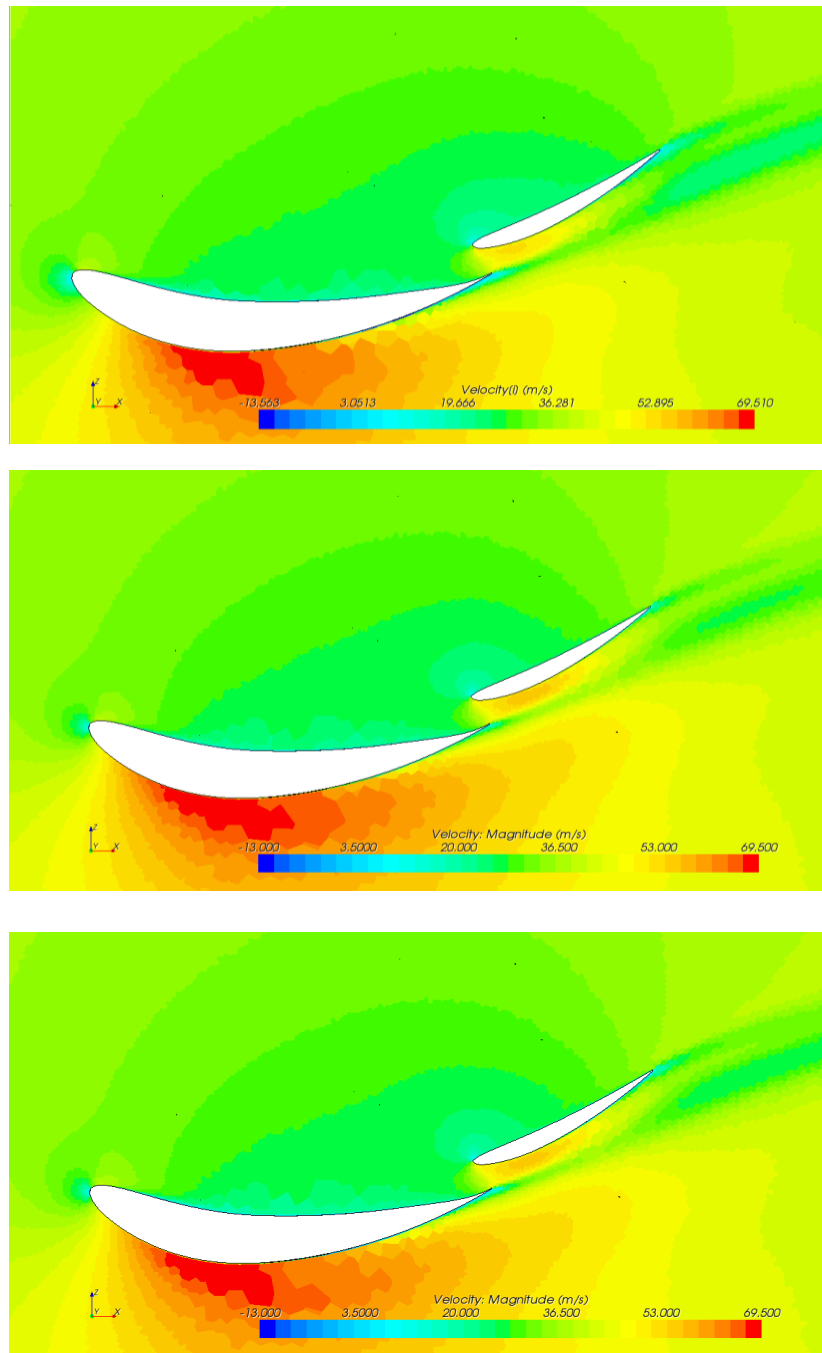 Velocity(i) (m/s)
-13.563 3.0513 19.666 36.281 52.895 69.510
Z
Y X
Velocity: Magnitude (m/s)
-13.000 3.5000 20.000 36.500 53.000 69.500
Z
Y X
Velocity: Magnitude (m/s)
-13.000 3.5000 20.000 36.500 53.000 69.500
Z
Y X